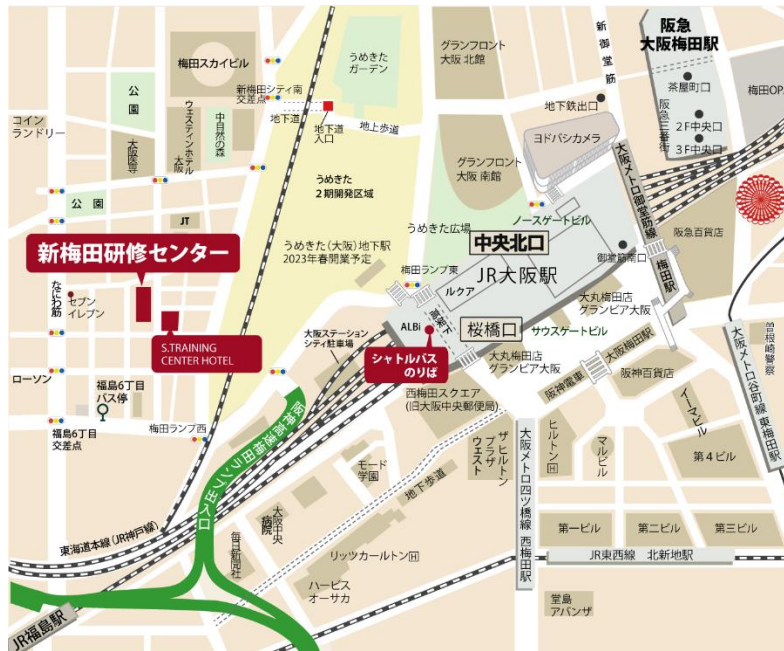 梅田スカイビル
うめきた
ガーデン
グランフロント
大阪 北館
新御堂筋
阪急
大阪梅田駅
茶屋町口
梅田OPA
阪急三番街
2F中央口
3F中央口
地下鉄出口
ヨドバシカメラ
新梅田シティ南
交差点
地下道
地下道
入口
地上歩道
公園
コイン
ランドリー
大阪医専
ウェスティンホテル
大阪
中自然の森
グランフロント
大阪 南館
うめきた
2期開発区域
公園
JT
うめきた広場
ノースゲートビル
中央北口
JR大阪駅
大阪メトロ御堂筋線
梅田駅
阪急百貨店
御堂筋南口
新梅田研修センター
うめきた(大阪)地下駅
2023年春開業予定
梅田ランプ東
ルクア
高架下
なにわ筋
セブン
イレブン
S.TRAINING
CENTER HOTEL
大阪ステーション
シティ駐車場
ALBi
桜橋口
サウスゲートビル
大丸梅田店
グランビア大阪
シャトルバス
のりば
大丸梅田店
グランビア大阪
大阪梅田駅
阪神電車
阪神百貨店
曽根崎警察
大阪メトロ谷町線 東梅田駅
ローソン
福島6丁目
バス停
福島6丁目
交差点
梅田ランプ西
阪神高速梅田ランプ出入口
西梅田スクエア
(旧大阪中央郵便局)
ザ ヒルトン
プラザ
ウェスト
大阪メトロ四ツ橋線 西梅田駅
ヒルトンH
マルビル
イーマビル
第4ビル
モード
学園
地下歩道
大阪中央
病院
毎日新聞社
リッツカールトンH
ハービス
オーサカ
第一ビル
第二ビル
第三ビル
JR東西線 北新地駅
堂島
アバンザ
東海道本線(JR神戸線)
JR福島駅